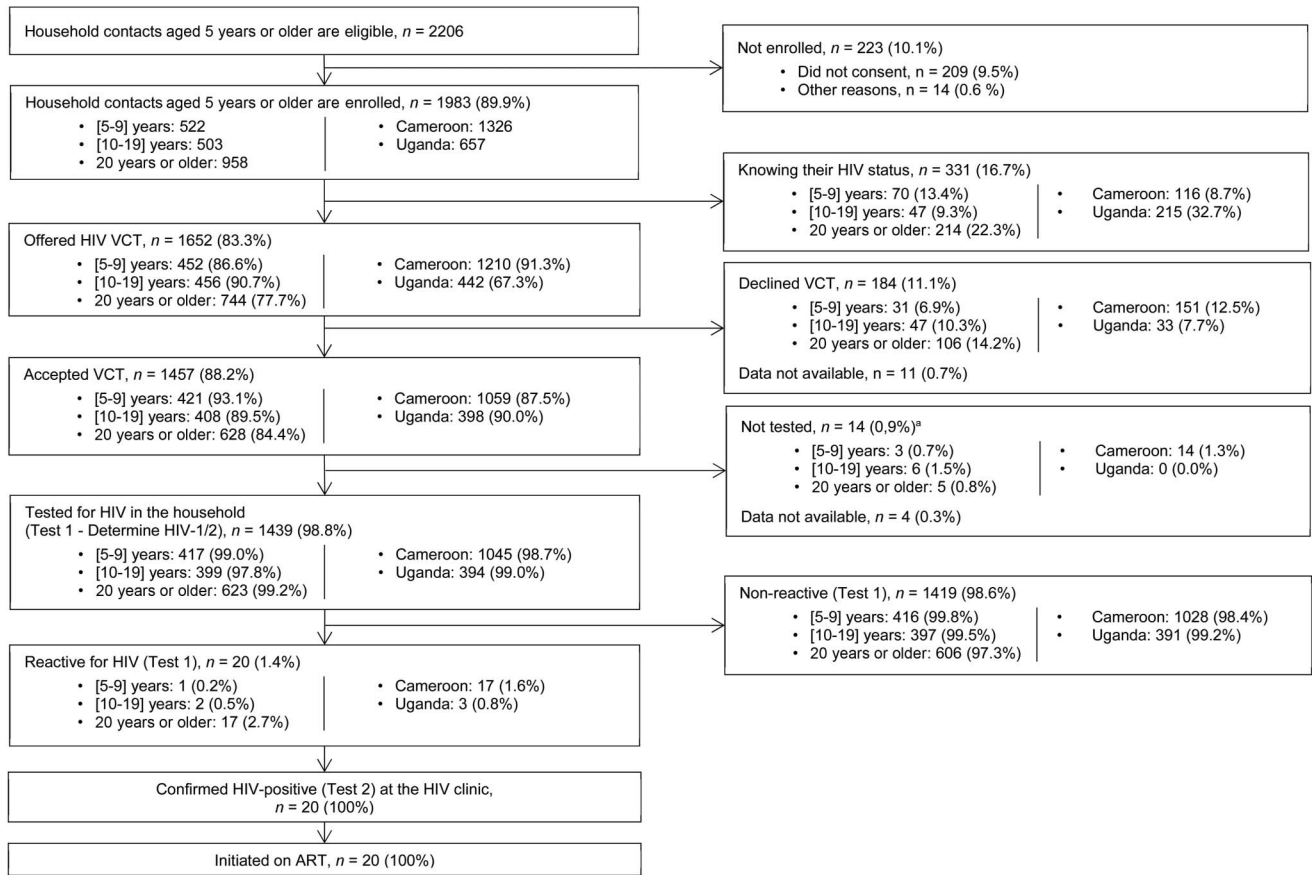 Household contacts aged 5 years or older are eligible, n = 2206
Not enrolled, n = 223 (10.1%)
• Did not consent, n = 209 (9.5%)
• Other reasons, n = 14 (0.6 %)
Household contacts aged 5 years or older are enrolled, n = 1983 (89.9%)
• [5-9] years: 522
• [10-19] years: 503
• 20 years or older: 958
• Cameroon: 1326
• Uganda: 657
Knowing their HIV status, n = 331 (16.7%)
• [5-9] years: 70 (13.4%)
• [10-19] years: 47 (9.3%)
• 20 years or older: 214 (22.3%)
• Cameroon: 116 (8.7%)
• Uganda: 215 (32.7%)
Offered HIV VCT, n = 1652 (83.3%)
• [5-9] years: 452 (86.6%)
• [10-19] years: 456 (90.7%)
• 20 years or older: 744 (77.7%)
• Cameroon: 1210 (91.3%)
• Uganda: 442 (67.3%)
Declined VCT, n = 184 (11.1%)
• [5-9] years: 31 (6.9%)
• [10-19] years: 47 (10.3%)
• 20 years or older: 106 (14.2%)
• Cameroon: 151 (12.5%)
• Uganda: 33 (7.7%)
Data not available, n = 11 (0.7%)
Accepted VCT, n = 1457 (88.2%)
• [5-9] years: 421 (93.1%)
• [10-19] years: 408 (89.5%)
• 20 years or older: 628 (84.4%)
• Cameroon: 1059 (87.5%)
• Uganda: 398 (90.0%)
Not tested, n = 14 (0,9%)ᵃ
• [5-9] years: 3 (0.7%)
• [10-19] years: 6 (1.5%)
• 20 years or older: 5 (0.8%)
• Cameroon: 14 (1.3%)
• Uganda: 0 (0.0%)
Data not available, n = 4 (0.3%)
Tested for HIV in the household
(Test 1 - Determine HIV-1/2), n = 1439 (98.8%)
• [5-9] years: 417 (99.0%)
• [10-19] years: 399 (97.8%)
• 20 years or older: 623 (99.2%)
• Cameroon: 1045 (98.7%)
• Uganda: 394 (99.0%)
Non-reactive (Test 1), n = 1419 (98.6%)
• [5-9] years: 416 (99.8%)
• [10-19] years: 397 (99.5%)
• 20 years or older: 606 (97.3%)
• Cameroon: 1028 (98.4%)
• Uganda: 391 (99.2%)
Reactive for HIV (Test 1), n = 20 (1.4%)
• [5-9] years: 1 (0.2%)
• [10-19] years: 2 (0.5%)
• 20 years or older: 17 (2.7%)
• Cameroon: 17 (1.6%)
• Uganda: 3 (0.8%)
Confirmed HIV-positive (Test 2) at the HIV clinic,
n = 20 (100%)
Initiated on ART, n = 20 (100%)